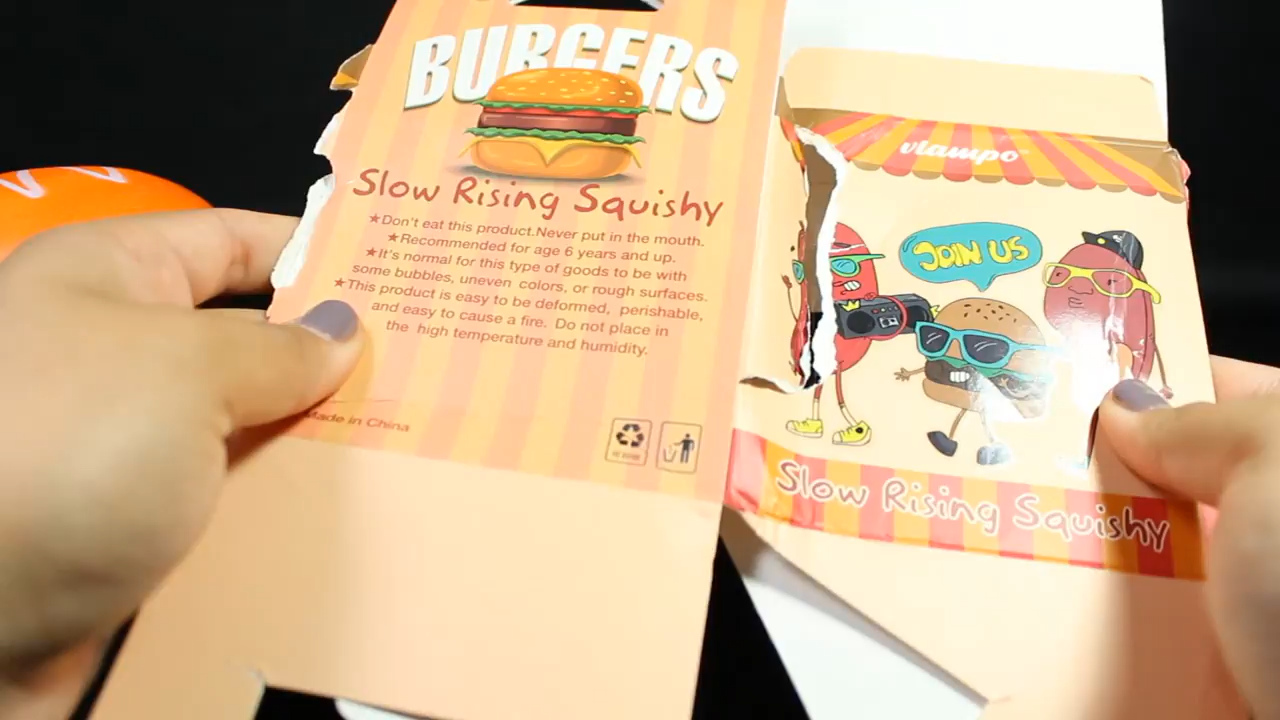 BURGERS
Slow Rising Squishy
★Don't eat this product.Never put in the mouth.
★Recommended for age 6 years and up.
★It's normal for this type of goods to be with
some bubbles, uneven colors, or rough surfaces.
★This product is easy to be deformed, perishable,
and easy to cause a fire. Do not place in
the high temperature and humidity.
Made in China
vlampo
JOIN US
Slow Rising Squishy